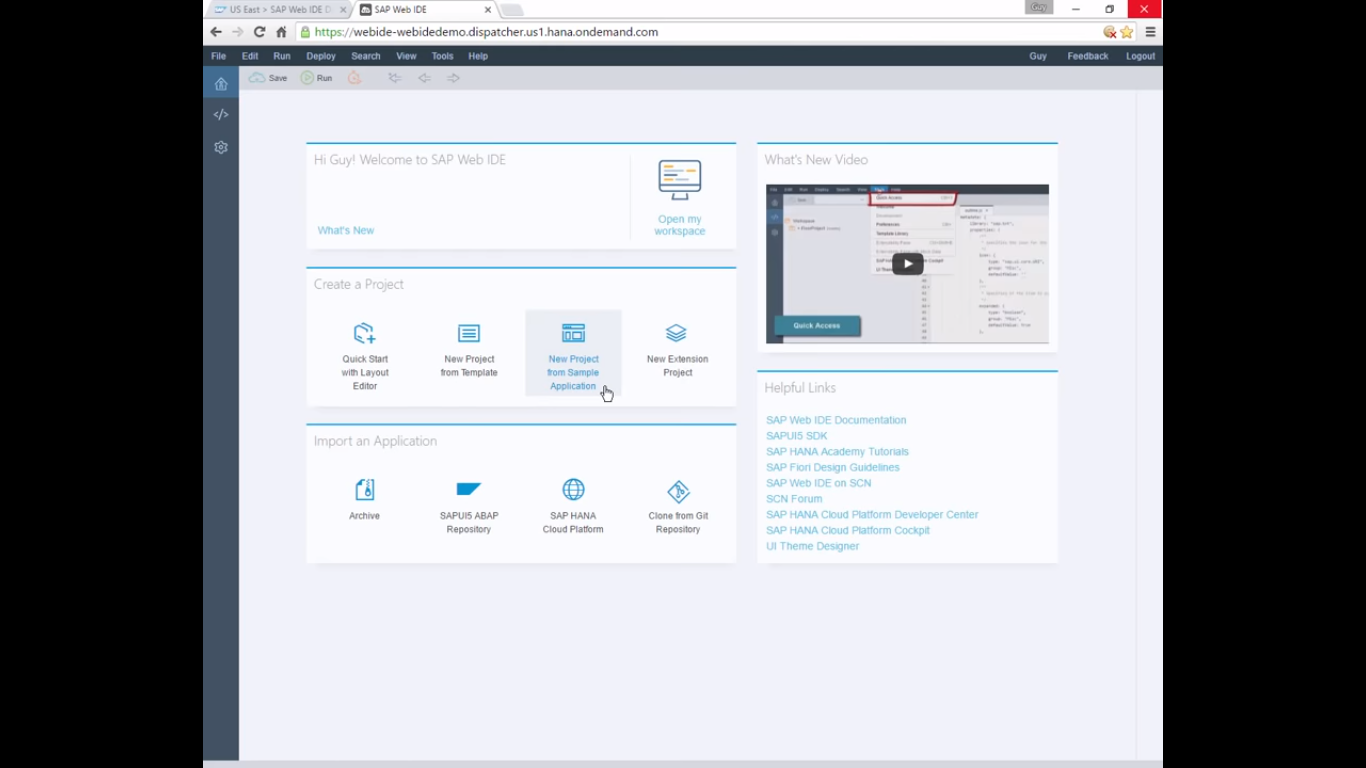 US East > SAP Web IDE D
SAP Web IDE
Guy
https://webide-webidedemo.dispatcher.us1.hana.ondemand.com
File Edit Run Deploy Search View Tools Help
Guy Feedback Logout
Save Run
Hi Guy! Welcome to SAP Web IDE
What's New
Open my
workspace
Create a Project
Quick Start
with Layout
Editor
New Project
from Template
New Project
from Sample
Application
New Extension
Project
Import an Application
Archive
SAPUI5 ABAP
Repository
SAP HANA
Cloud Platform
Clone from Git
Repository
What's New Video
Quick Access
Preferences
Template Library
Quick Access
Helpful Links
SAP Web IDE Documentation
SAPUI5 SDK
SAP HANA Academy Tutorials
SAP Fiori Design Guidelines
SAP Web IDE on SCN
SCN Forum
SAP HANA Cloud Platform Developer Center
SAP HANA Cloud Platform Cockpit
UI Theme Designer